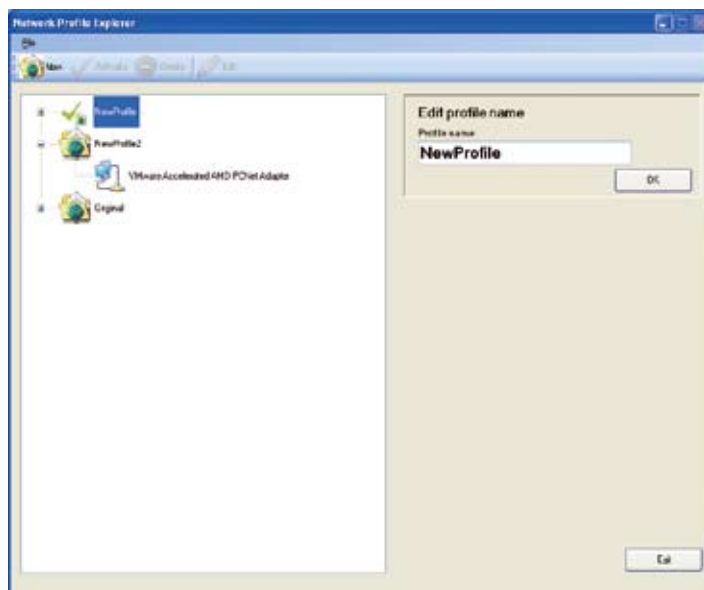 Network Profile Explorer
File
New Activate Delete Edit
NewProfile
NewProfile2
VMware Accelerated AMD PCNet Adapter
Original
Edit profile name
Profile name
NewProfile
OK
Exit